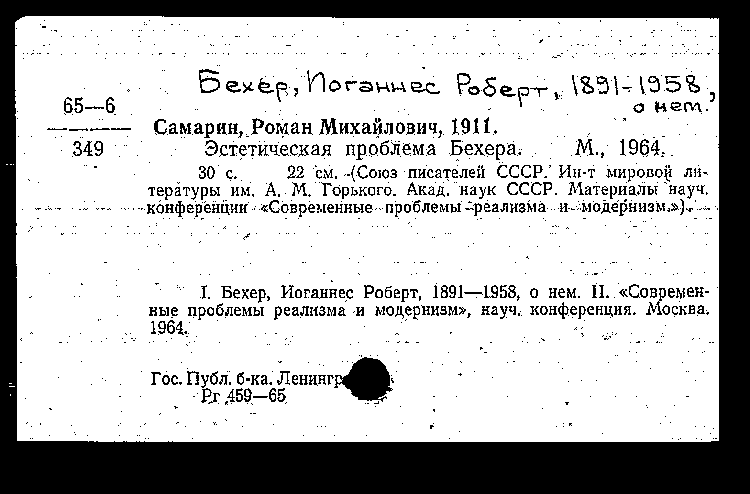 Бехер, Иоганнес Роберт, 1891-1958,
о нем.
65—6
349
Самарин, Роман Михайлович, 1911.
Эстетическая проблема Бехера. М., 1964.
30 с. 22 см. (Союз писателей СССР. Ин-т мировой ли-
тературы им. А. М. Горького. Акад. наук СССР. Материалы науч.
конференции «Современные проблемы реализма и модернизм.»).
I. Бехер, Иоганнес Роберт, 1891—1958, о нем. II. «Современ-
ные проблемы реализма и модернизм», науч. конференция. Москва.
1964.
Гос. Публ. б-ка. Ленингр
Рг 459—65